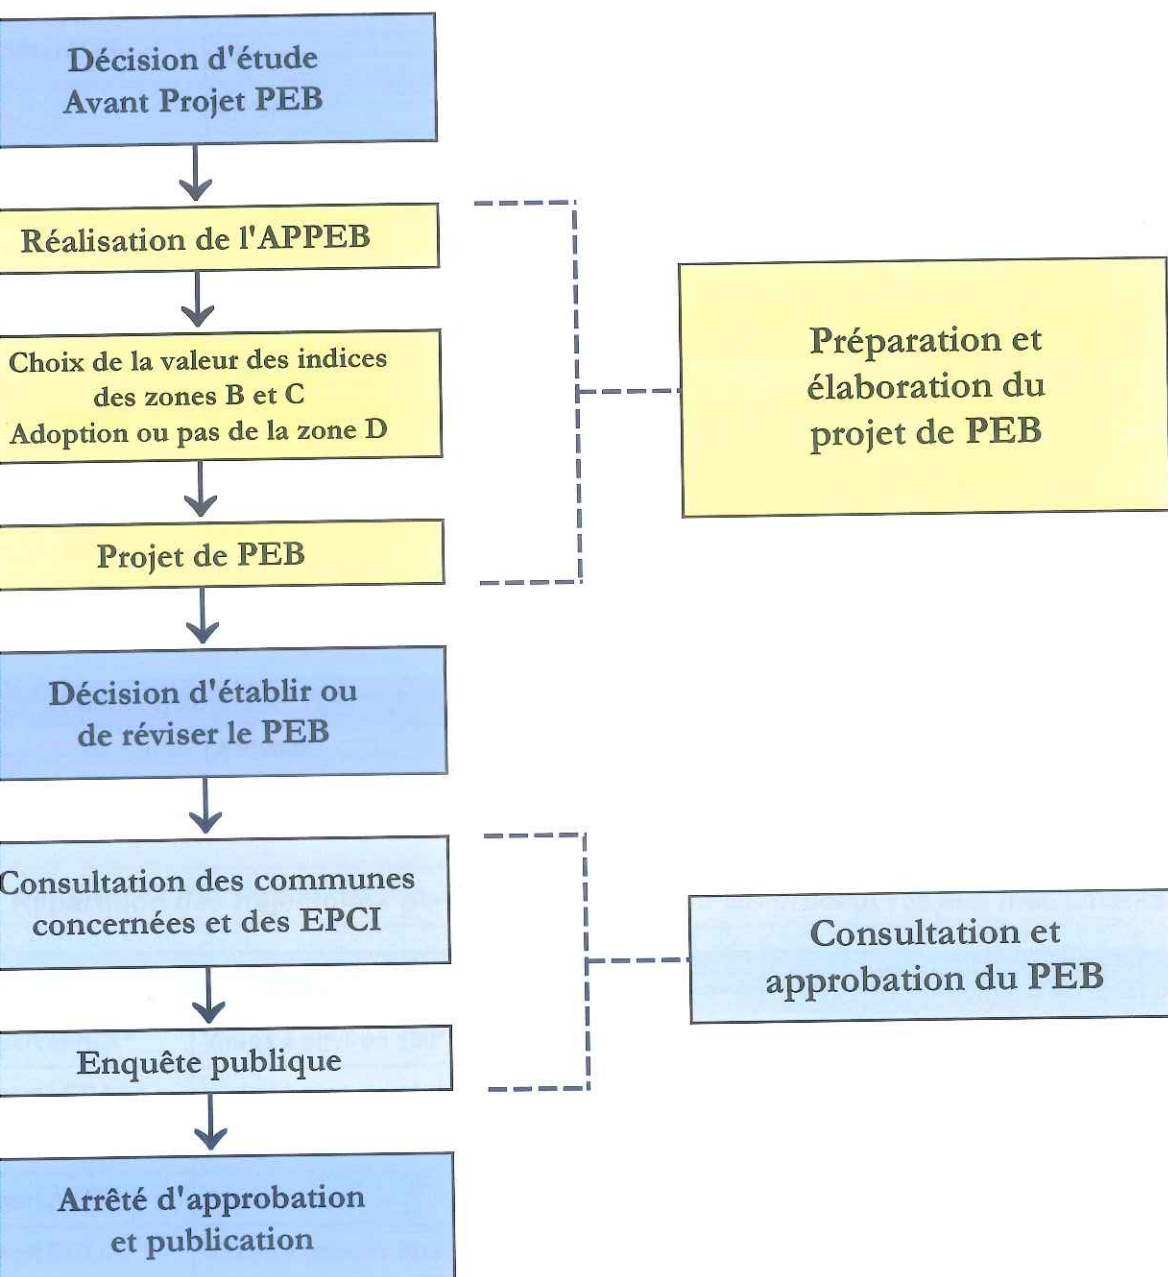 Décision d'étude
Avant Projet PEB
Réalisation de l'APPEB
Choix de la valeur des indices
des zones B et C
Adoption ou pas de la zone D
Projet de PEB
Préparation et
élaboration du
projet de PEB
Décision d'établir ou
de réviser le PEB
Consultation des communes
concernées et des EPCI
Enquête publique
Consultation et
approbation du PEB
Arrêté d'approbation
et publication